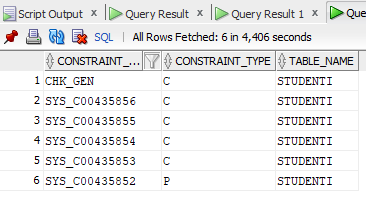 Script Output × Query Result × Query Result 1 × Que
SQL | All Rows Fetched: 6 in 4,406 seconds
CONSTRAINT_... CONSTRAINT_TYPE TABLE_NAME
1 CHK_GEN C STUDENTI
2 SYS_C00435856 C STUDENTI
3 SYS_C00435855 C STUDENTI
4 SYS_C00435854 C STUDENTI
5 SYS_C00435853 C STUDENTI
6 SYS_C00435852 P STUDENTI